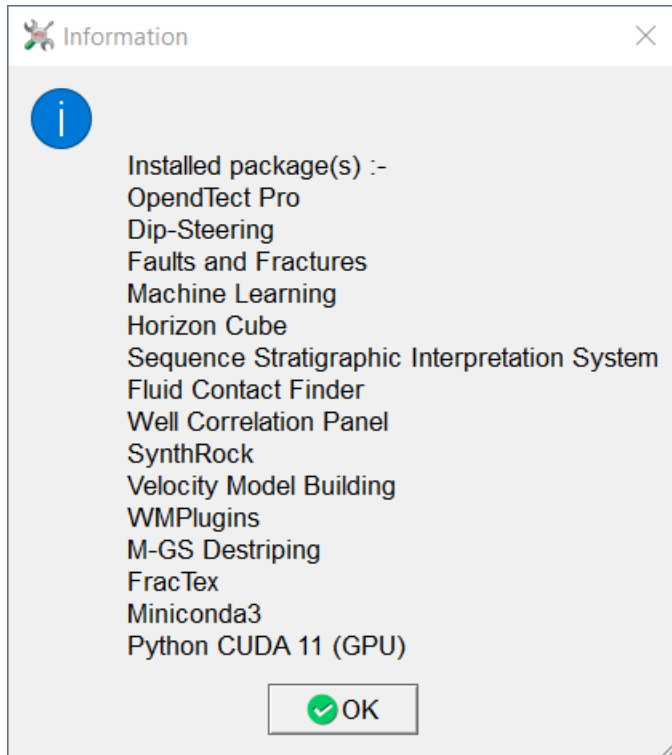 Information
Installed package(s) :-
OpendTect Pro
Dip-Steering
Faults and Fractures
Machine Learning
Horizon Cube
Sequence Stratigraphic Interpretation System
Fluid Contact Finder
Well Correlation Panel
SynthRock
Velocity Model Building
WMPlugins
M-GS Destriping
FracTex
Miniconda3
Python CUDA 11 (GPU)
OK